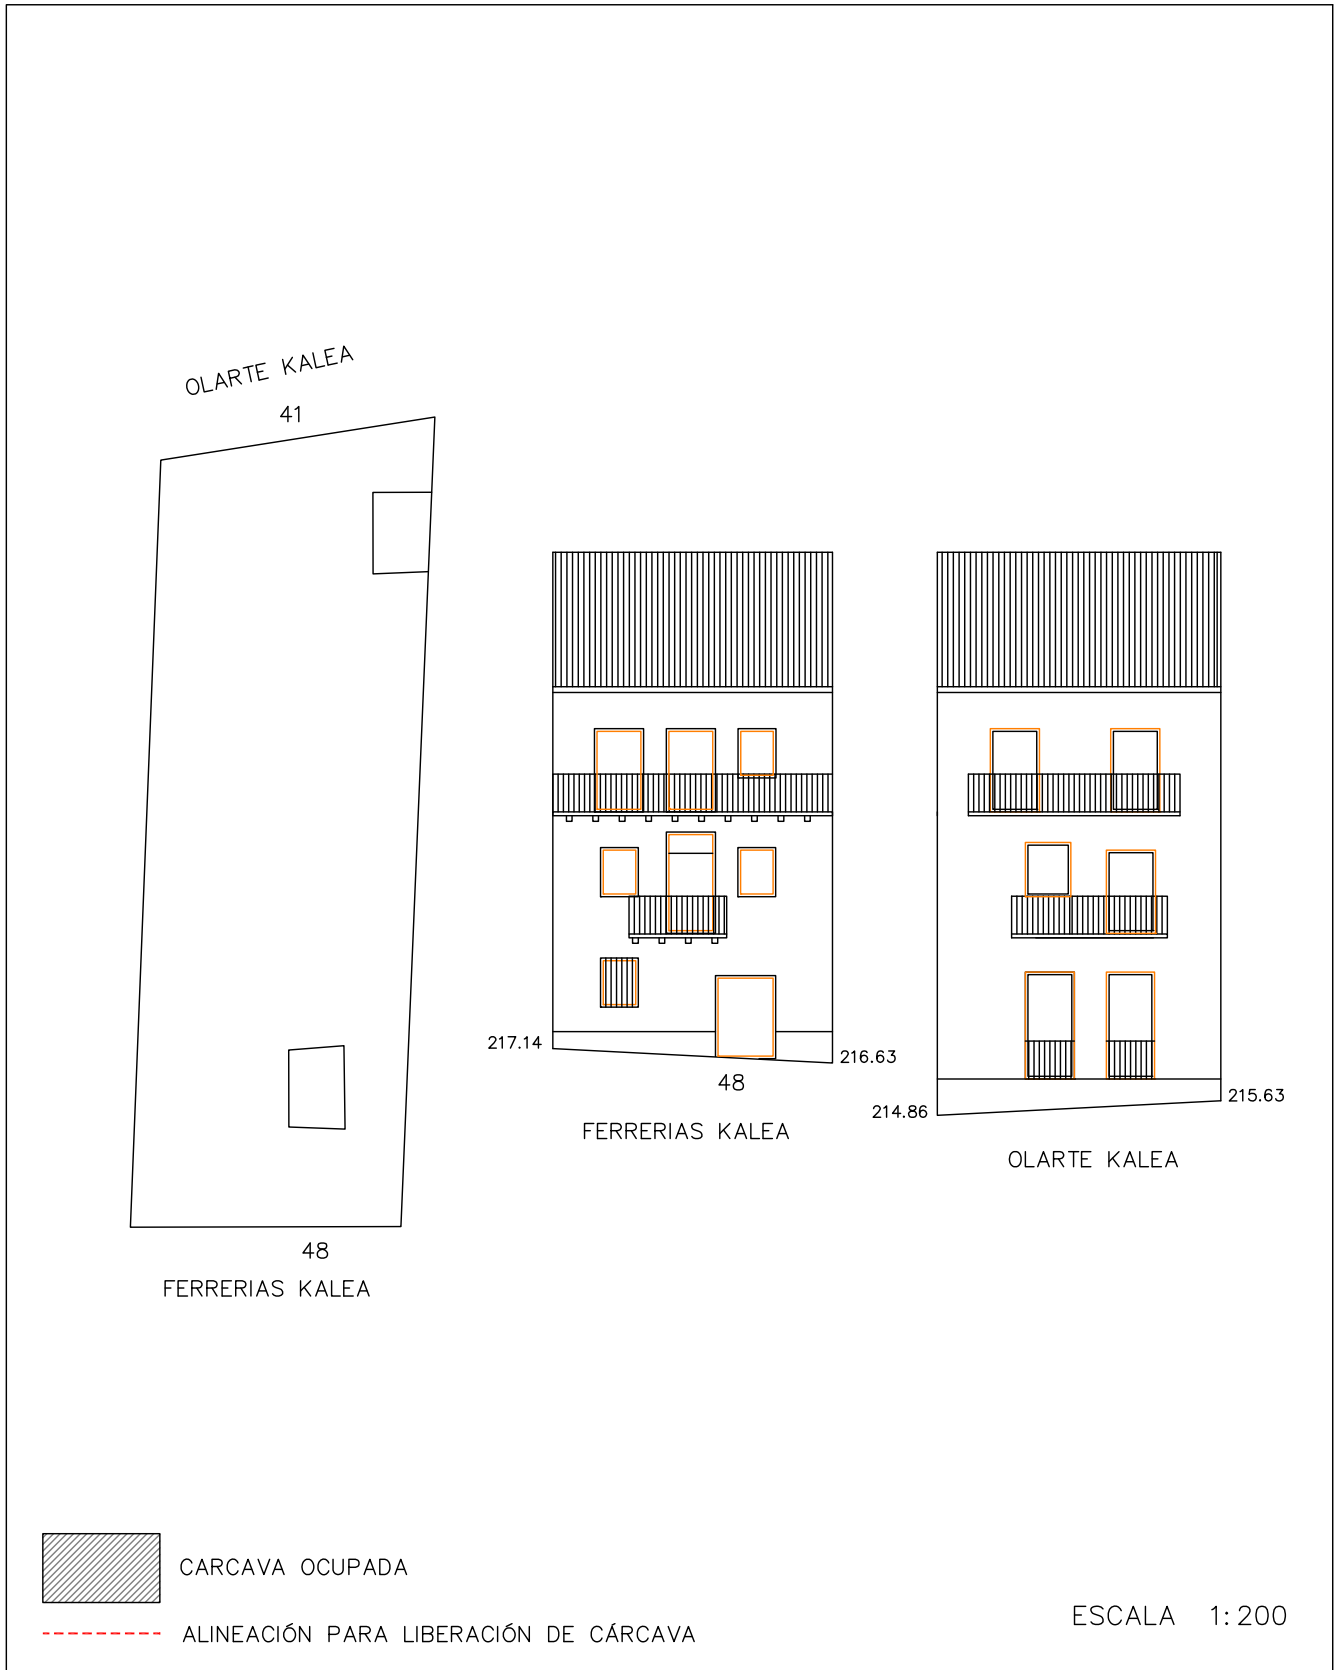 OLARTE KALEA
41
217.14
216.63
48
FERRERIAS KALEA
214.86
215.63
OLARTE KALEA
48
FERRERIAS KALEA
CARCAVA OCUPADA
ALINEACIÓN PARA LIBERACIÓN DE CÁRCAVA
ESCALA 1:200